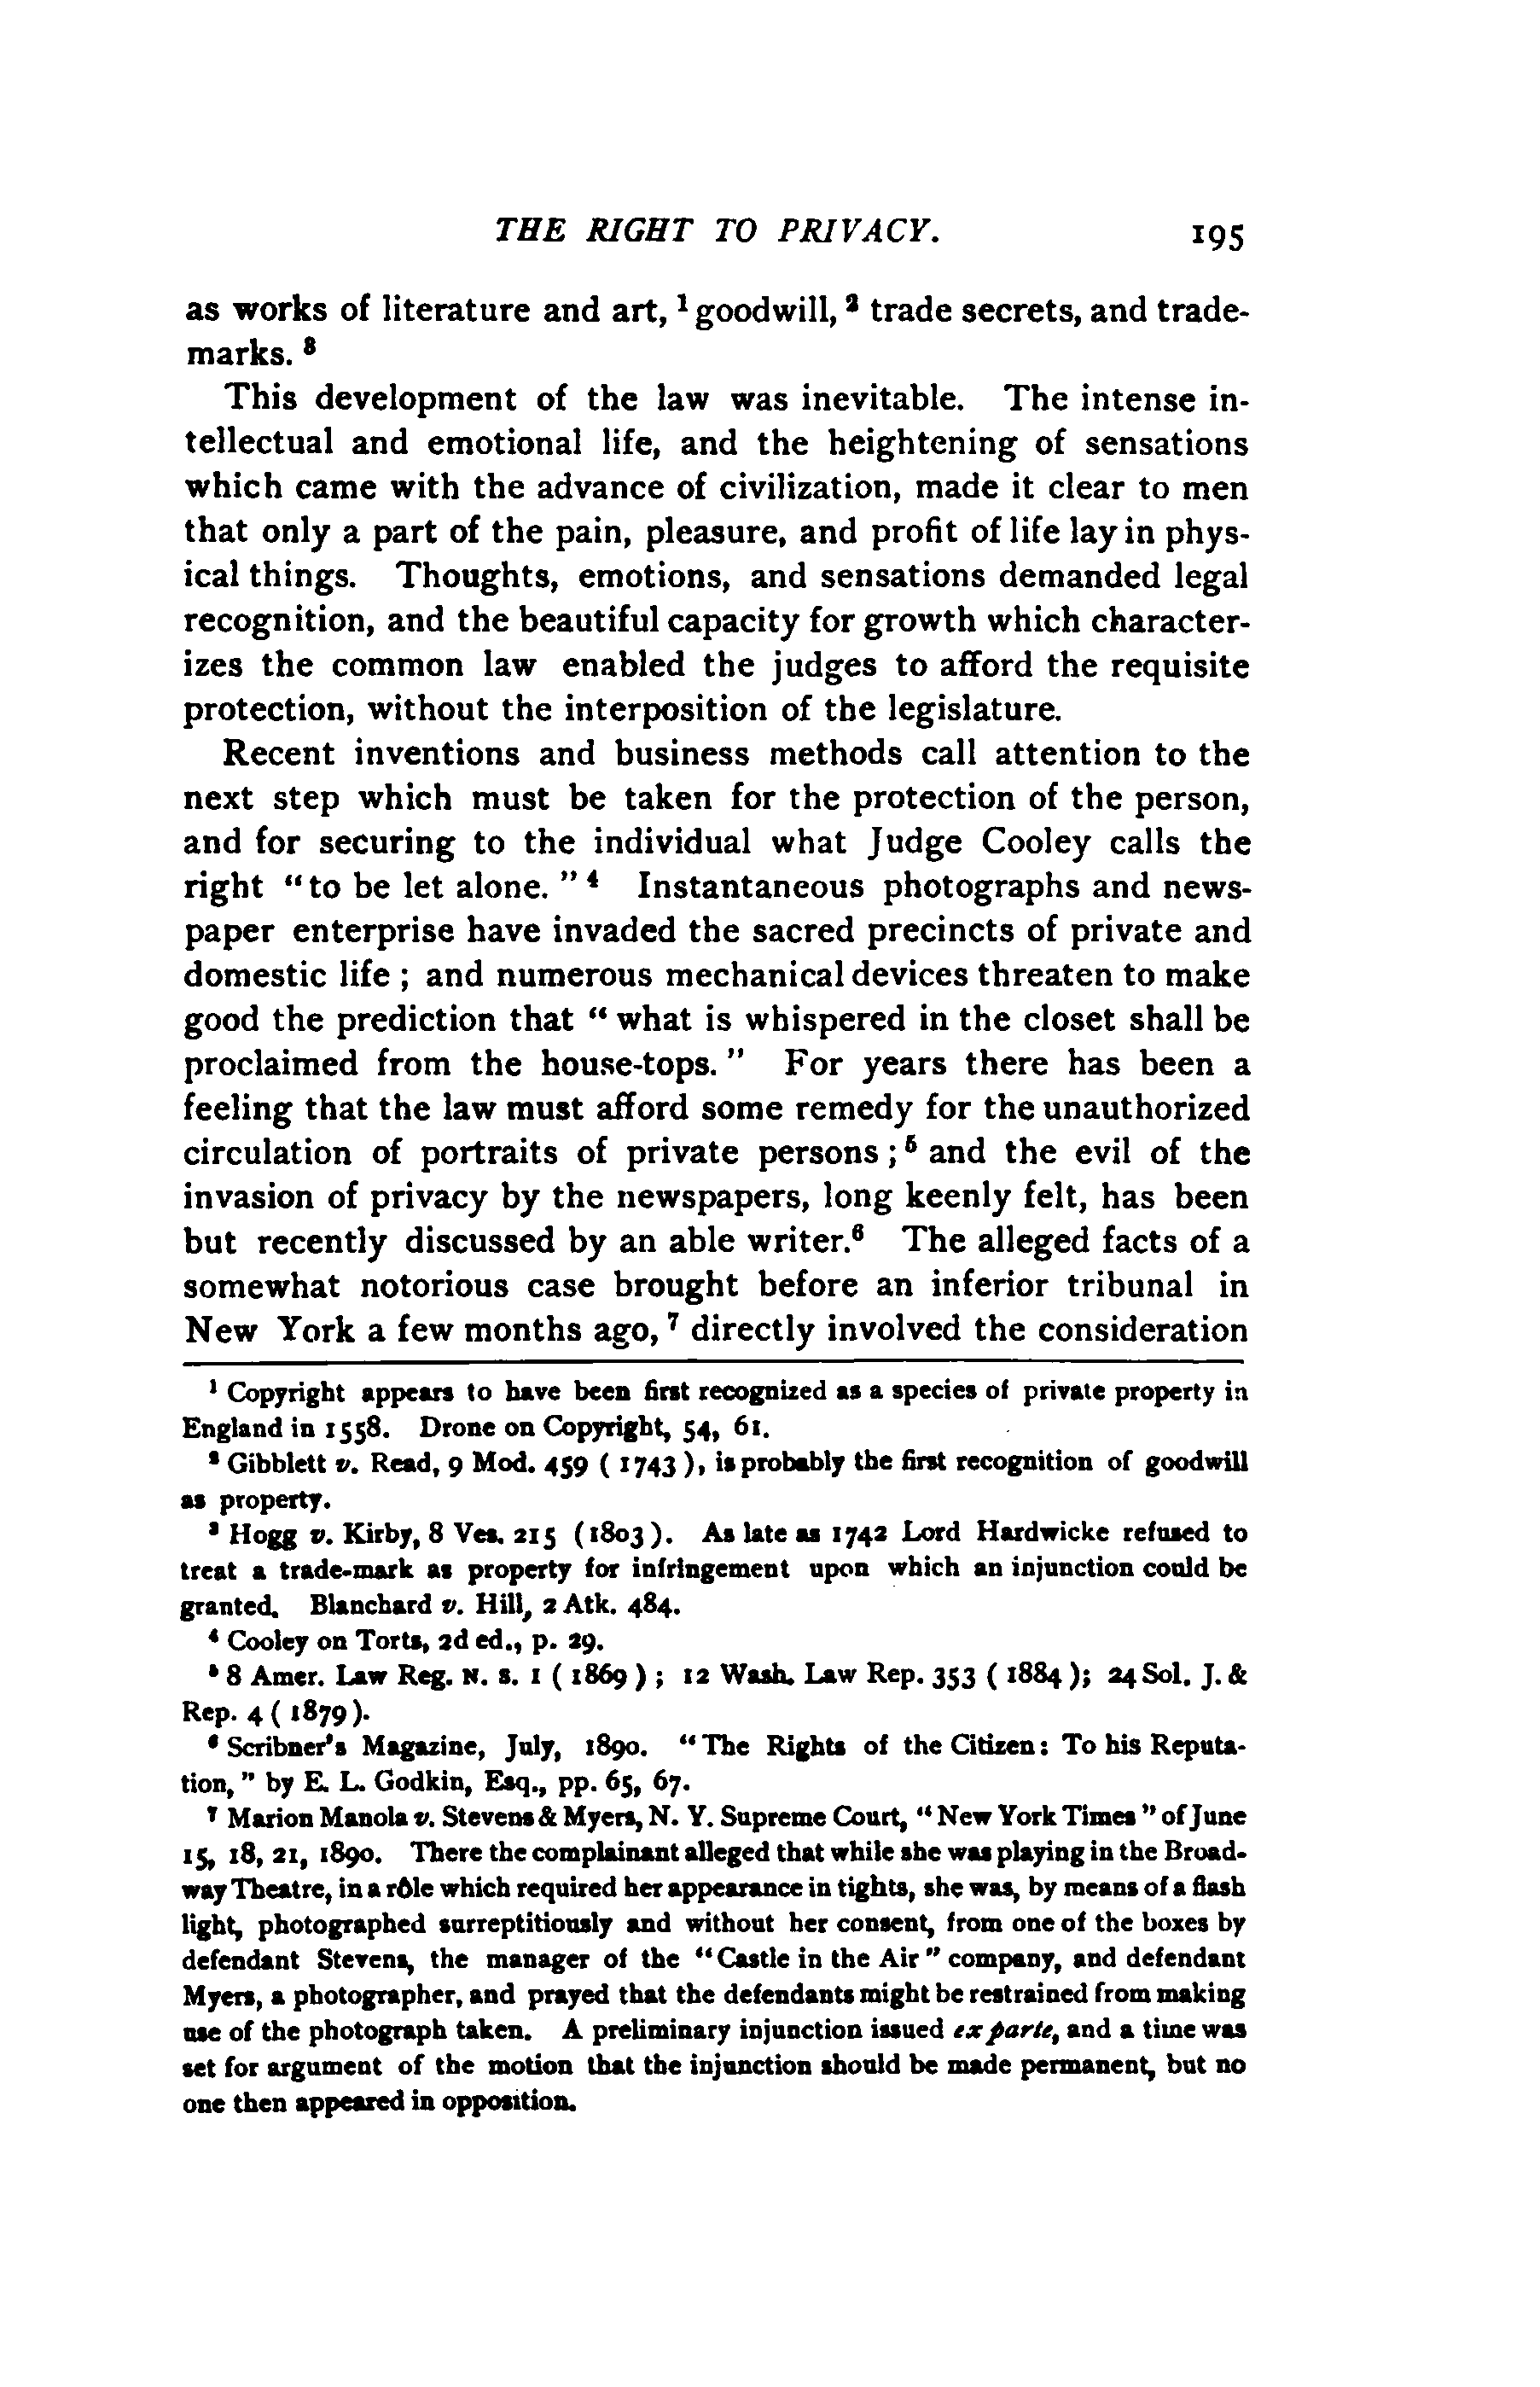 THE RIGHT TO PRIVACY. 195
as works of literature and art, ¹ goodwill, ² trade secrets, and trade-
marks. ³
This development of the law was inevitable. The intense in-
tellectual and emotional life, and the heightening of sensations
which came with the advance of civilization, made it clear to men
that only a part of the pain, pleasure, and profit of life lay in phys-
ical things. Thoughts, emotions, and sensations demanded legal
recognition, and the beautiful capacity for growth which character-
izes the common law enabled the judges to afford the requisite
protection, without the interposition of the legislature.
Recent inventions and business methods call attention to the
next step which must be taken for the protection of the person,
and for securing to the individual what Judge Cooley calls the
right "to be let alone." ⁴ Instantaneous photographs and news-
paper enterprise have invaded the sacred precincts of private and
domestic life ; and numerous mechanical devices threaten to make
good the prediction that " what is whispered in the closet shall be
proclaimed from the house-tops. " For years there has been a
feeling that the law must afford some remedy for the unauthorized
circulation of portraits of private persons ; ⁵ and the evil of the
invasion of privacy by the newspapers, long keenly felt, has been
but recently discussed by an able writer.⁶ The alleged facts of a
somewhat notorious case brought before an inferior tribunal in
New York a few months ago, ⁷ directly involved the consideration
¹ Copyright appears to have been first recognized as a species of private property in
England in 1558. Drone on Copyright, 54, 61.
² Gibblett v. Read, 9 Mod. 459 ( 1743 ), is probably the first recognition of goodwill
as property.
³ Hogg v. Kirby, 8 Ves. 215 (1803). As late as 1742 Lord Hardwicke refused to
treat a trade-mark as property for infringement upon which an injunction could be
granted. Blanchard v. Hill, 2 Atk. 484.
⁴ Cooley on Torts, 2d ed., p. 29.
⁵ 8 Amer. Law Reg. N. S. 1 ( 1869 ) ; 12 Wash. Law Rep. 353 ( 1884 ); 24 Sol. J. &
Rep. 4 ( 1879 ).
⁶ Scribner's Magazine, July, 1890. "The Rights of the Citizen: To his Reputa-
tion, " by E. L. Godkin, Esq., pp. 65, 67.
⁷ Marion Manola v. Stevens & Myers, N. Y. Supreme Court, "New York Times" of June
15, 18, 21, 1890. There the complainant alleged that while she was playing in the Broad-
way Theatre, in a rôle which required her appearance in tights, she was, by means of a flash
light, photographed surreptitiously and without her consent, from one of the boxes by
defendant Stevens, the manager of the "Castle in the Air" company, and defendant
Myers, a photographer, and prayed that the defendants might be restrained from making
use of the photograph taken. A preliminary injunction issued ex parte, and a time was
set for argument of the motion that the injunction should be made permanent, but no
one then appeared in opposition.